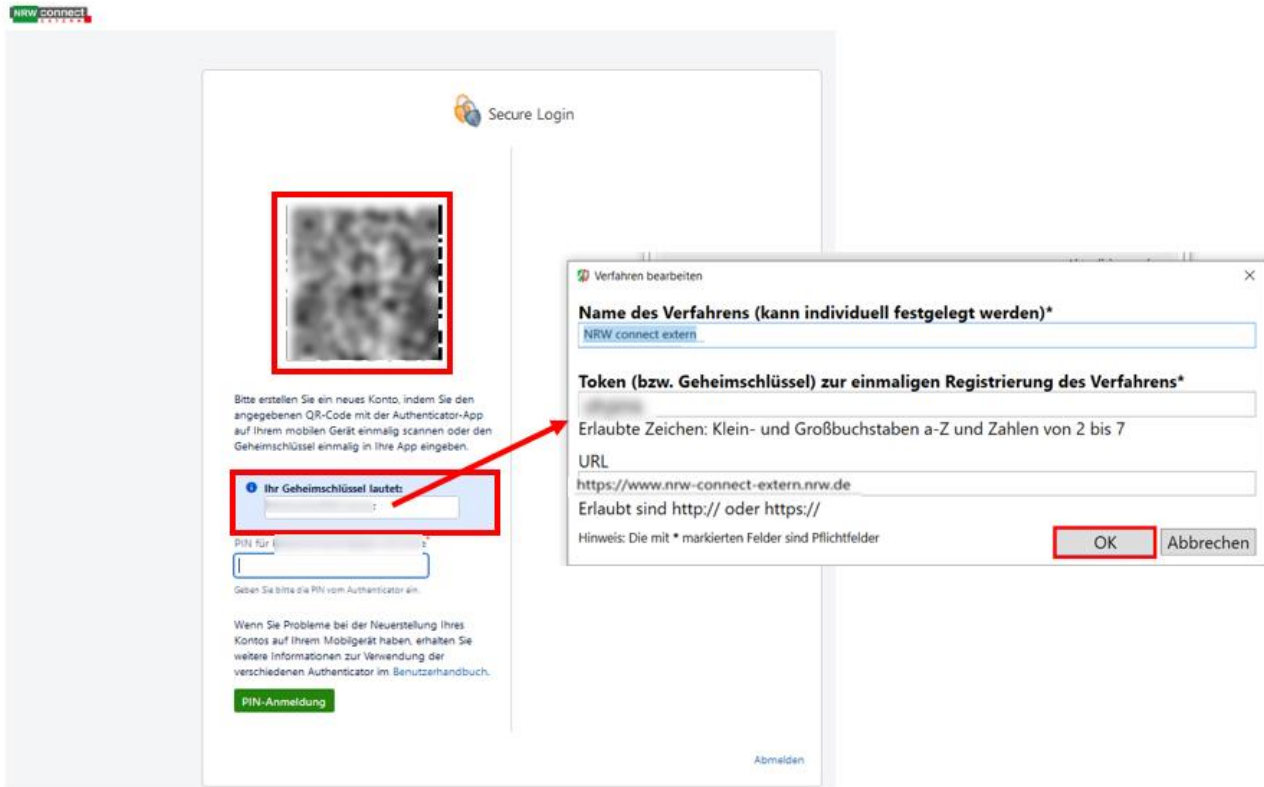 NRW connect
EXTERN
Secure Login
Bitte erstellen Sie ein neues Konto, indem Sie den
angegebenen QR-Code mit der Authenticator-App
auf Ihrem mobilen Gerät einmalig scannen oder den
Geheimschlüssel einmalig in Ihre App eingeben.
Ihr Geheimschlüssel lautet:
PIN für
Geben Sie bitte die PIN vom Authenticator ein.
Wenn Sie Probleme bei der Neuerstellung Ihres
Kontos auf Ihrem Mobilgerät haben, erhalten Sie
weitere Informationen zur Verwendung der
verschiedenen Authenticator im Benutzerhandbuch.
PIN-Anmeldung
Abmelden
Verfahren bearbeiten
Name des Verfahrens (kann individuell festgelegt werden)*
NRW connect extern
Token (bzw. Geheimschlüssel) zur einmaligen Registrierung des Verfahrens*
Erlaubte Zeichen: Klein- und Großbuchstaben a-Z und Zahlen von 2 bis 7
URL
https://www.nrw-connect-extern.nrw.de
Erlaubt sind http:// oder https://
Hinweis: Die mit * markierten Felder sind Pflichtfelder
OK
Abbrechen